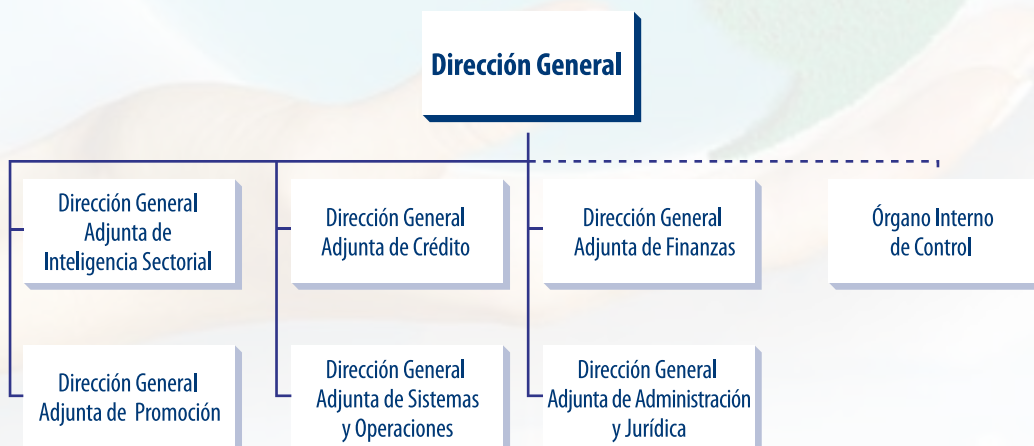 Dirección General
Dirección General
Adjunta de
Inteligencia Sectorial
Dirección General
Adjunta de Crédito
Dirección General
Adjunta de Finanzas
Órgano Interno
de Control
Dirección General
Adjunta de Promoción
Dirección General
Adjunta de Sistemas
y Operaciones
Dirección General
Adjunta de Administración
y Jurídica